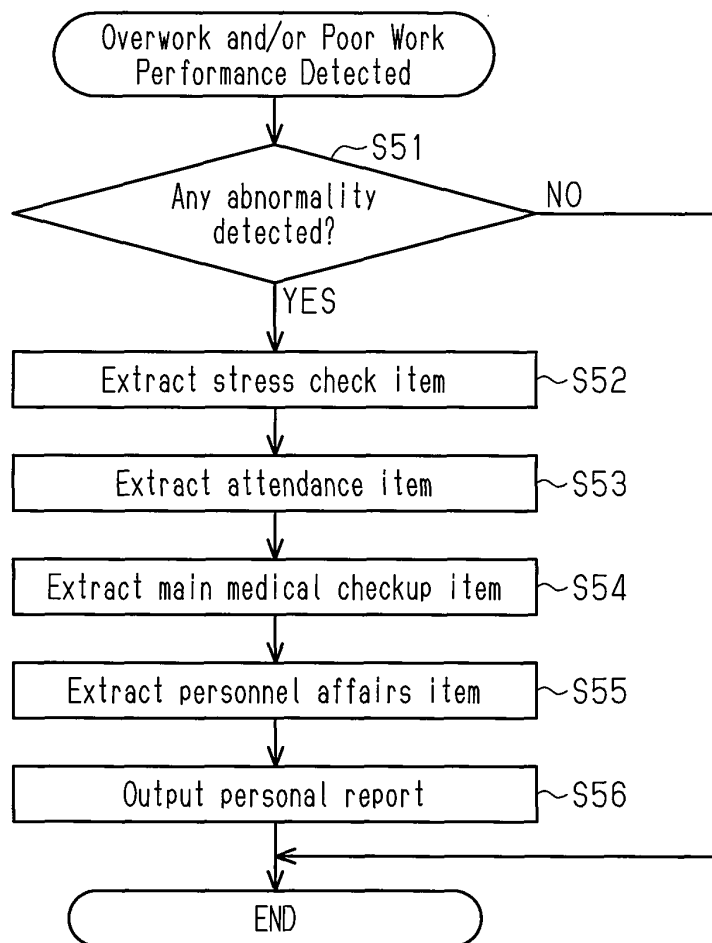 Overwork and/or Poor Work
Performance Detected
S51
Any abnormality
detected?
NO
YES
Extract stress check item
S52
Extract attendance item
S53
Extract main medical checkup item
S54
Extract personnel affairs item
S55
Output personal report
S56
END